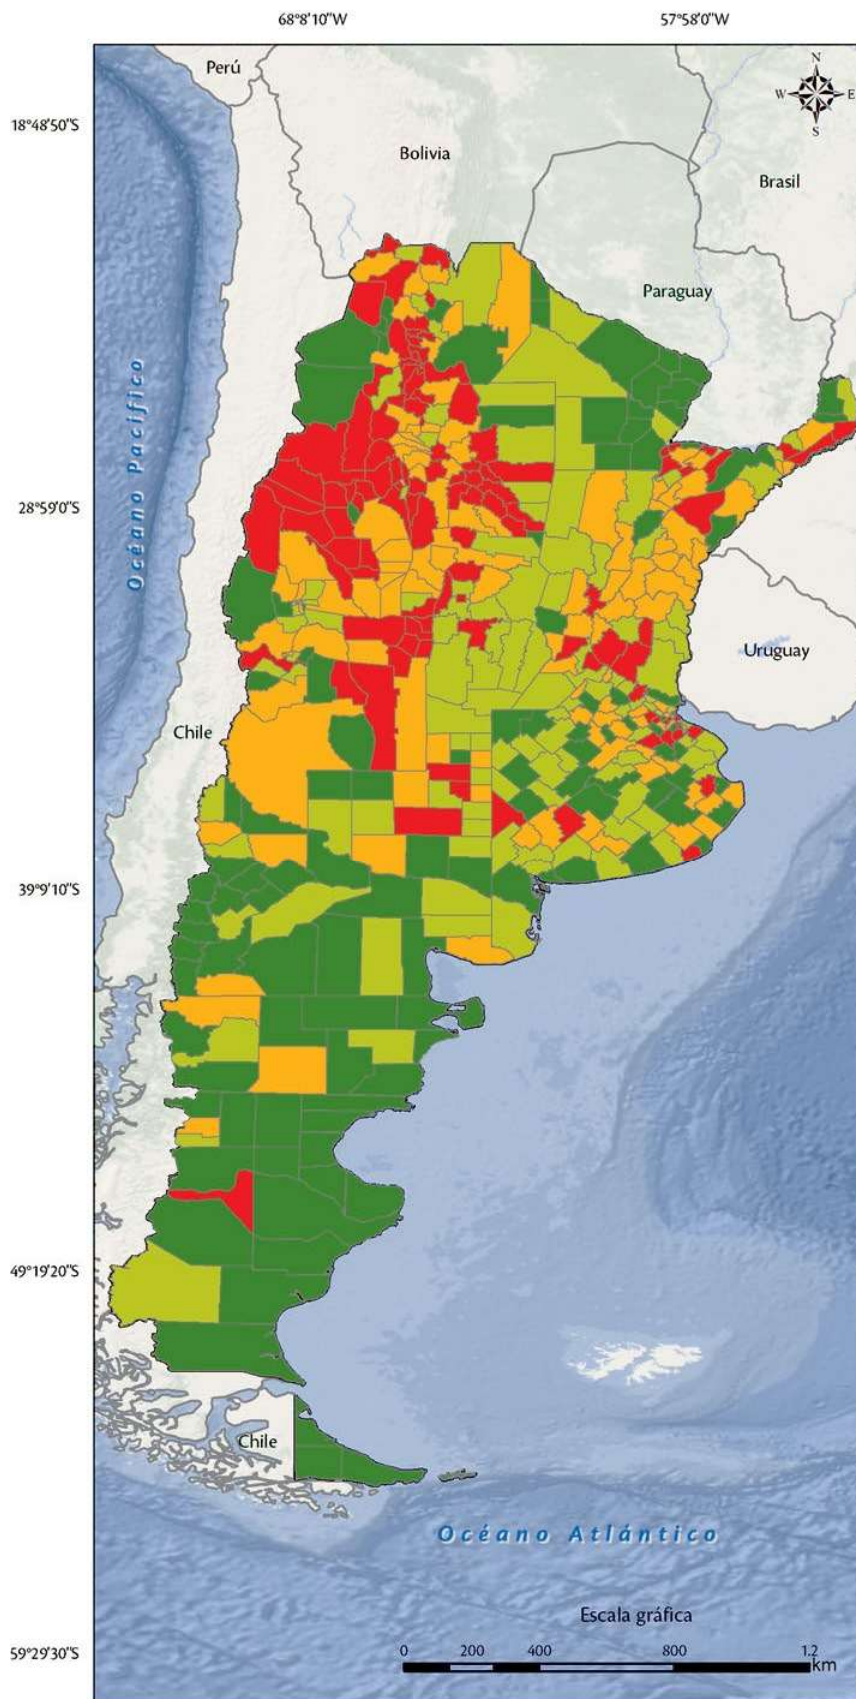 68°8'10"W 57°58'0"W
Perú
N
W E
S
18°48'50"S
Bolivia
Brasil
Paraguay
Océano Pacífico
28°59'0"S
Uruguay
Chile
39°9'10"S
49°19'20"S
Chile
Océano Atlántico
Escala gráfica
59°29'30"S
0 200 400 800 1.2
km